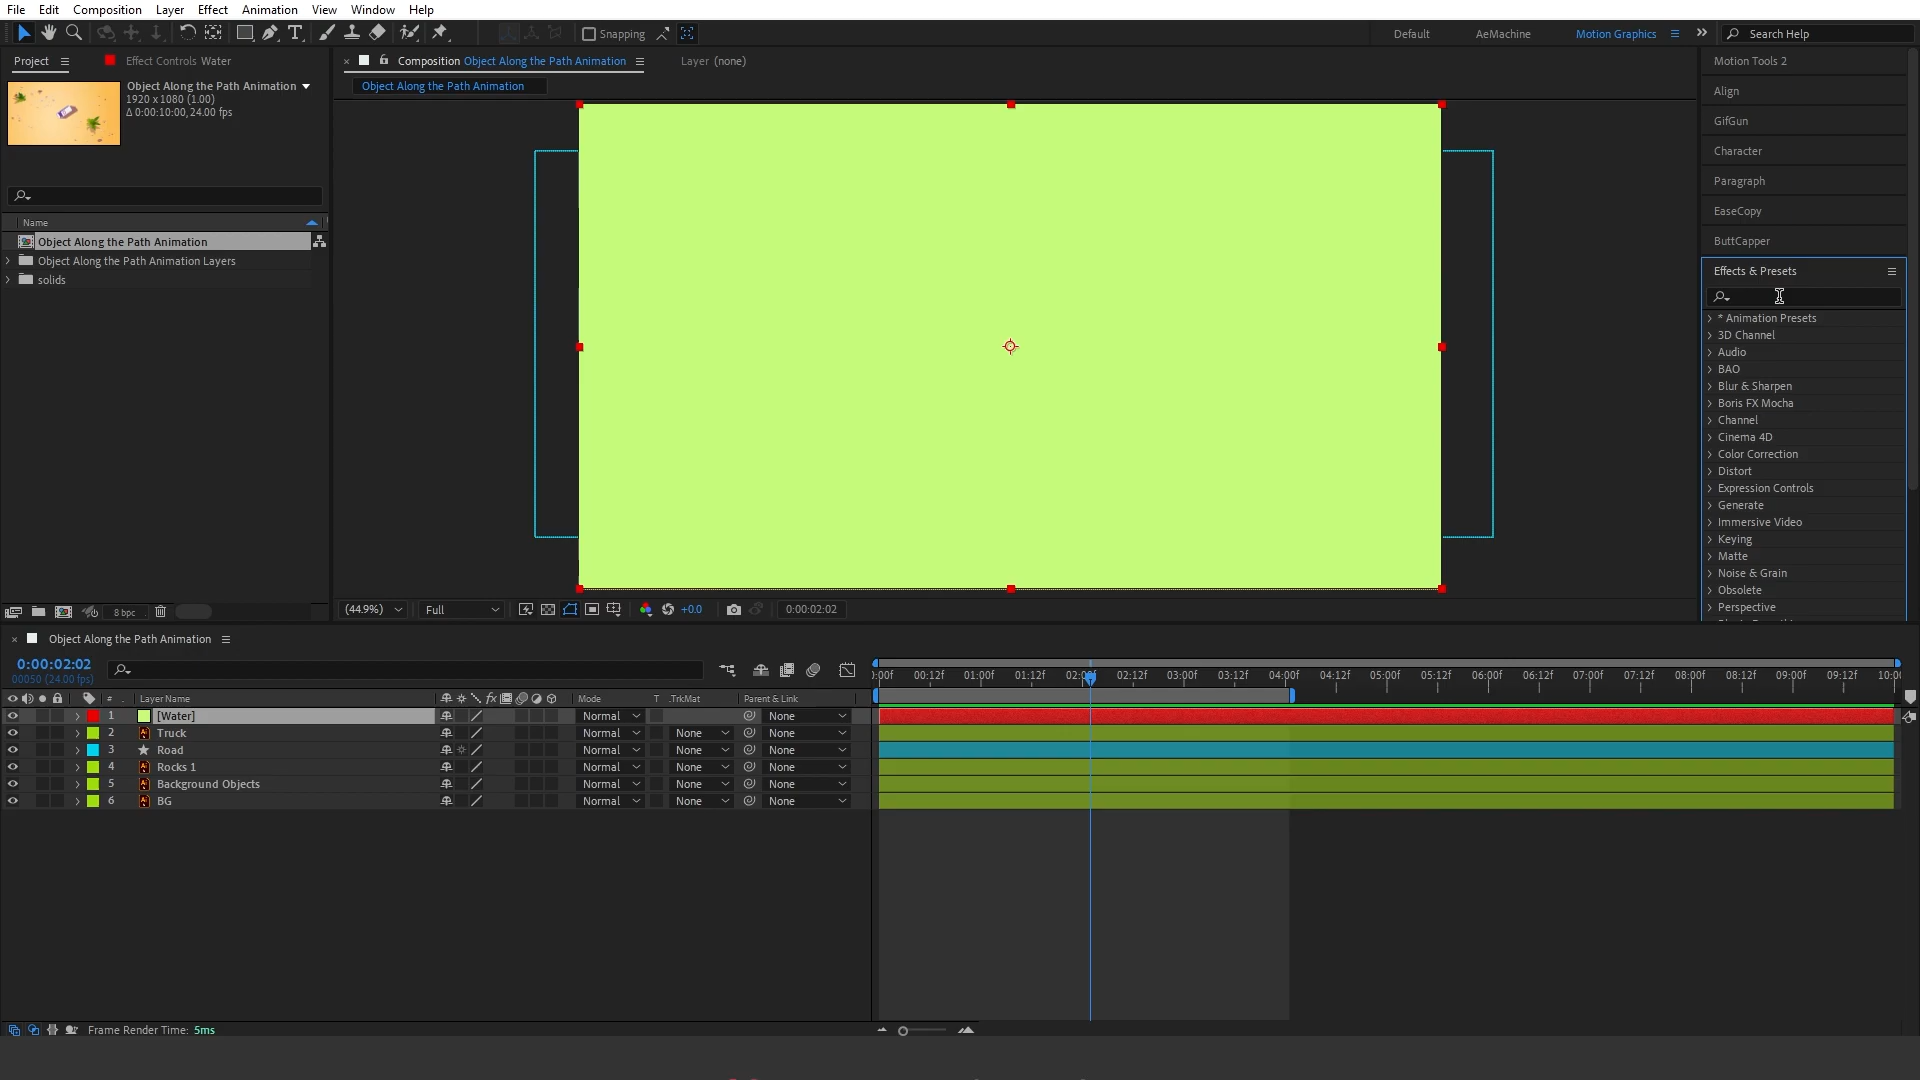 File Edit Composition Layer Effect Animation View Window Help
Snapping Default AeMachine Motion Graphics Search Help
Project Effect Controls Water
Composition Object Along the Path Animation Layer (none)
Object Along the Path Animation
Object Along the Path Animation
1920 x 1080 (1.00)
Δ 0:00:10:00, 24.00 fps
Name
Object Along the Path Animation
Object Along the Path Animation Layers
solids
8 bpc
(44.9%) Full +0.0 0:00:02:02
Motion Tools 2
Align
GifGun
Character
Paragraph
EaseCopy
ButtCapper
Effects & Presets
* Animation Presets
3D Channel
Audio
BAO
Blur & Sharpen
Boris FX Mocha
Channel
Cinema 4D
Color Correction
Distort
Expression Controls
Generate
Immersive Video
Keying
Matte
Noise & Grain
Obsolete
Perspective
Object Along the Path Animation
0:00:02:02
00050 (24.00 fps)
:00f 00:12f 01:00f 01:12f 02:00f 02:12f 03:00f 03:12f 04:00f 04:12f 05:00f 05:12f 06:00f 06:12f 07:00f 07:12f 08:00f 08:12f 09:00f 09:12f 10:00
# Layer Name Mode T .TrkMat Parent & Link
1 [Water] Normal None
2 Truck Normal None None
3 Road Normal None None
4 Rocks 1 Normal None None
5 Background Objects Normal None None
6 BG Normal None None
Frame Render Time: 5ms